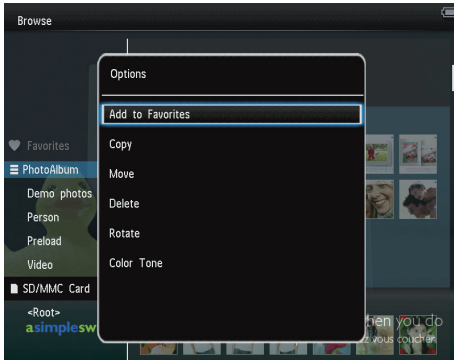 Browse
Options
Add to Favorites
Copy
Move
Delete
Rotate
Color Tone
Favorites
PhotoAlbum
Demo photos
Person
Preload
Video
SD/MMC Card
<Root>
asimplesw
hen you do
z vous coucher.